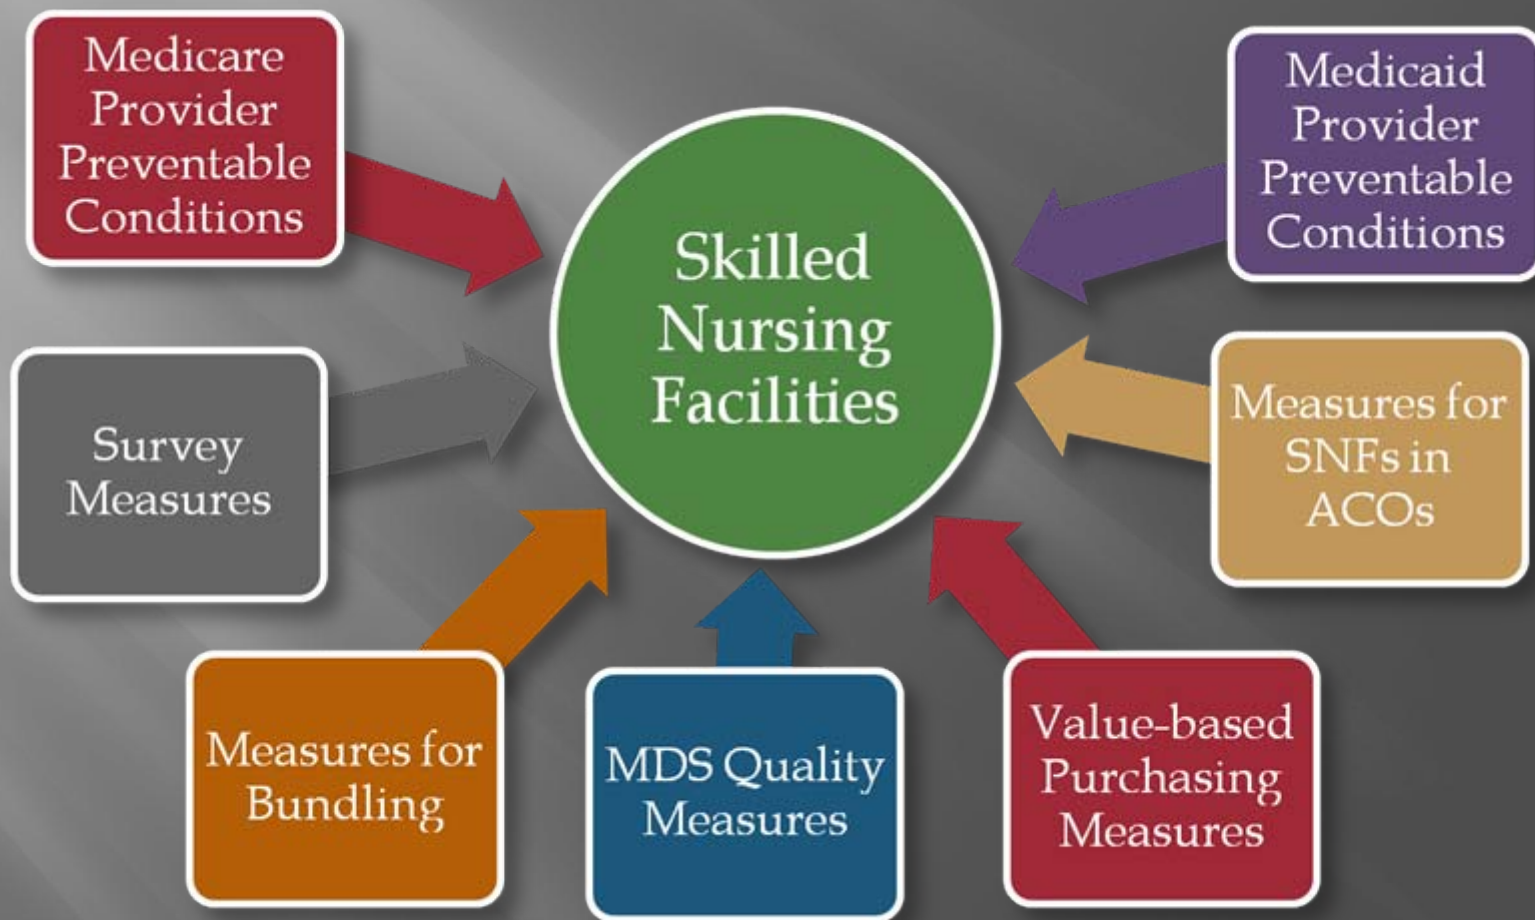 Medicare
Provider
Preventable
Conditions
Medicaid
Provider
Preventable
Conditions
Skilled
Nursing
Facilities
Survey
Measures
Measures for
SNFs in
ACOs
Measures for
Bundling
MDS Quality
Measures
Value-based
Purchasing
Measures